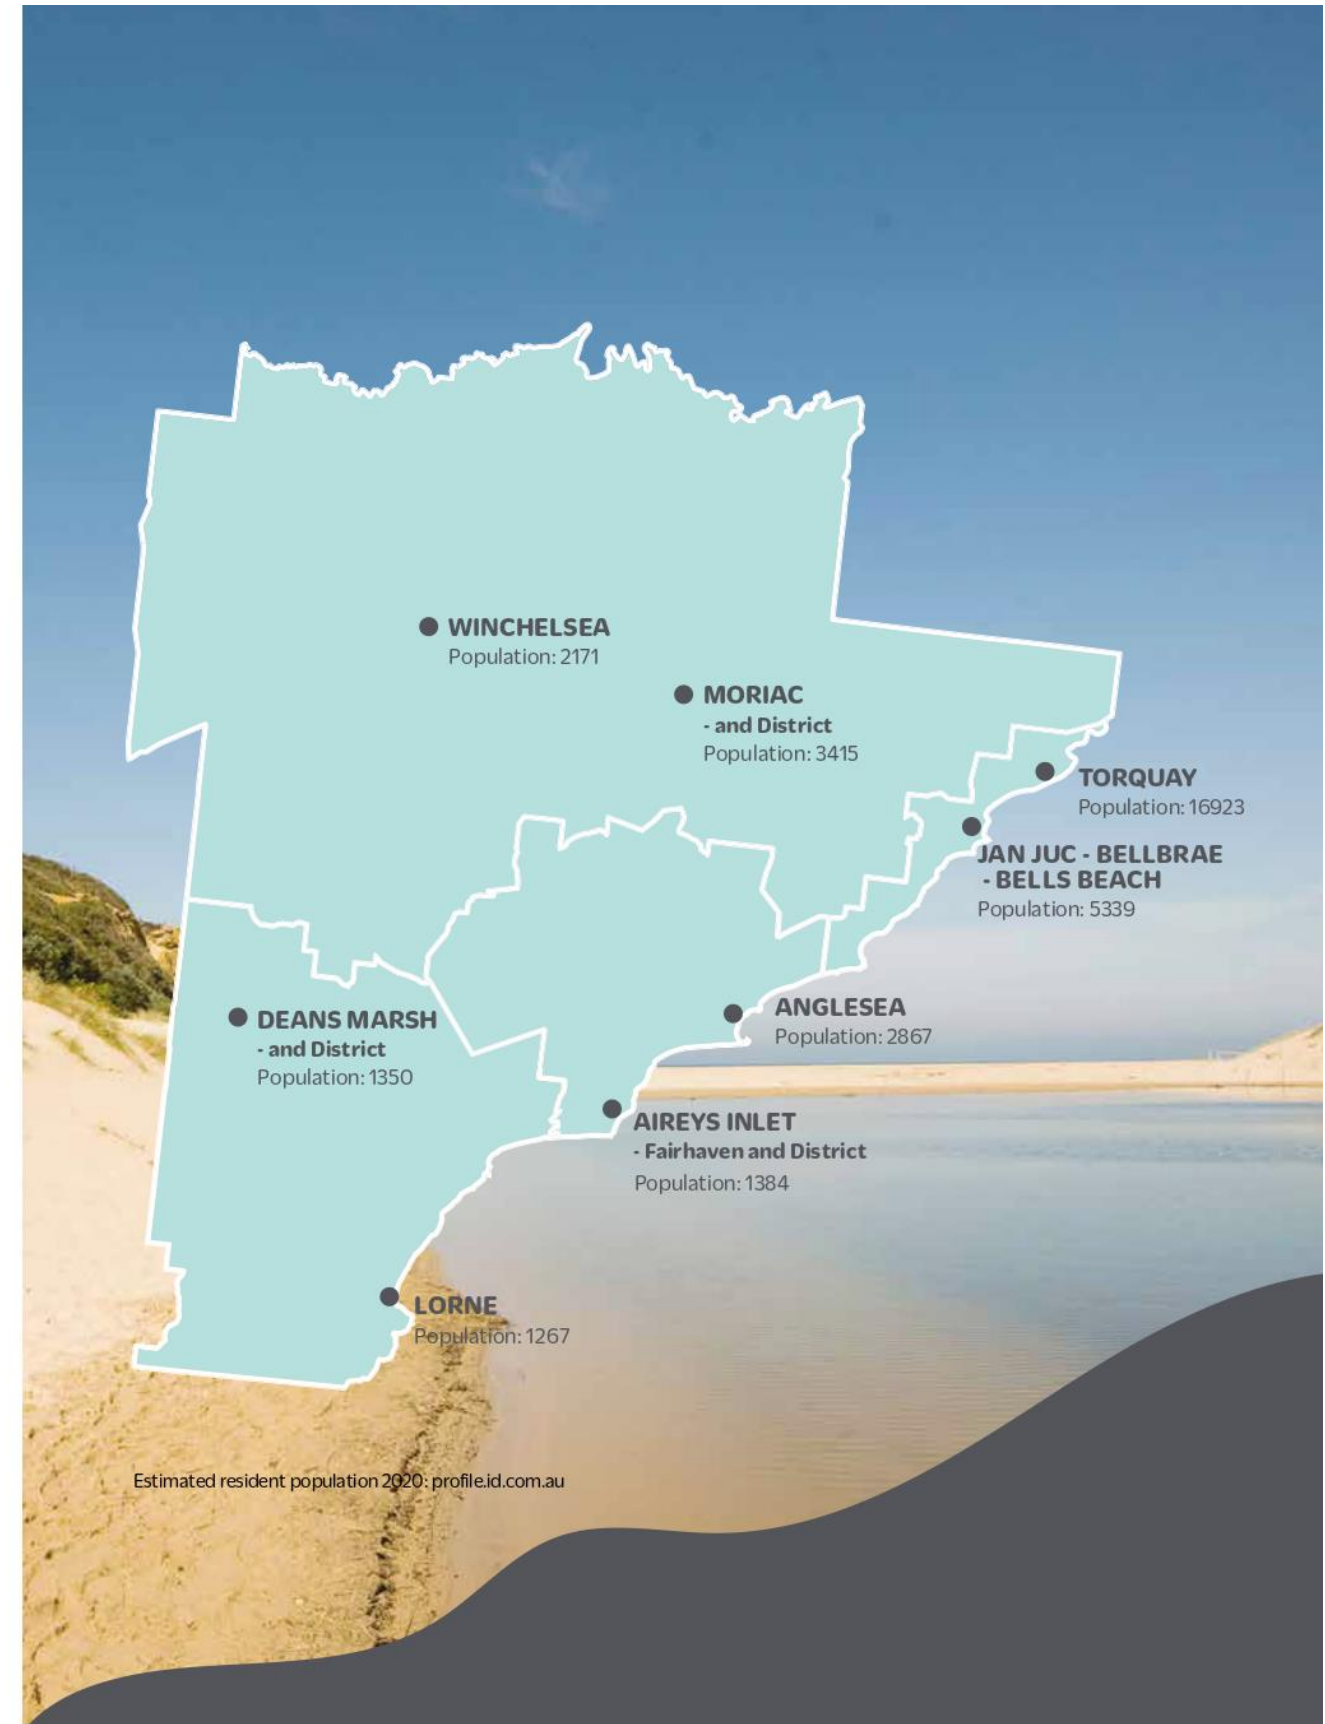 WINCHELSEA
Population: 2171
MORIAC
- and District
Population: 3415
TORQUAY
Population: 16923
JAN JUC - BELLBRAE
- BELLS BEACH
Population: 5339
ANGLESEA
Population: 2867
DEANS MARSH
- and District
Population: 1350
AIREYS INLET
- Fairhaven and District
Population: 1384
LORNE
Population: 1267
Estimated resident population 2020: profile.id.com.au